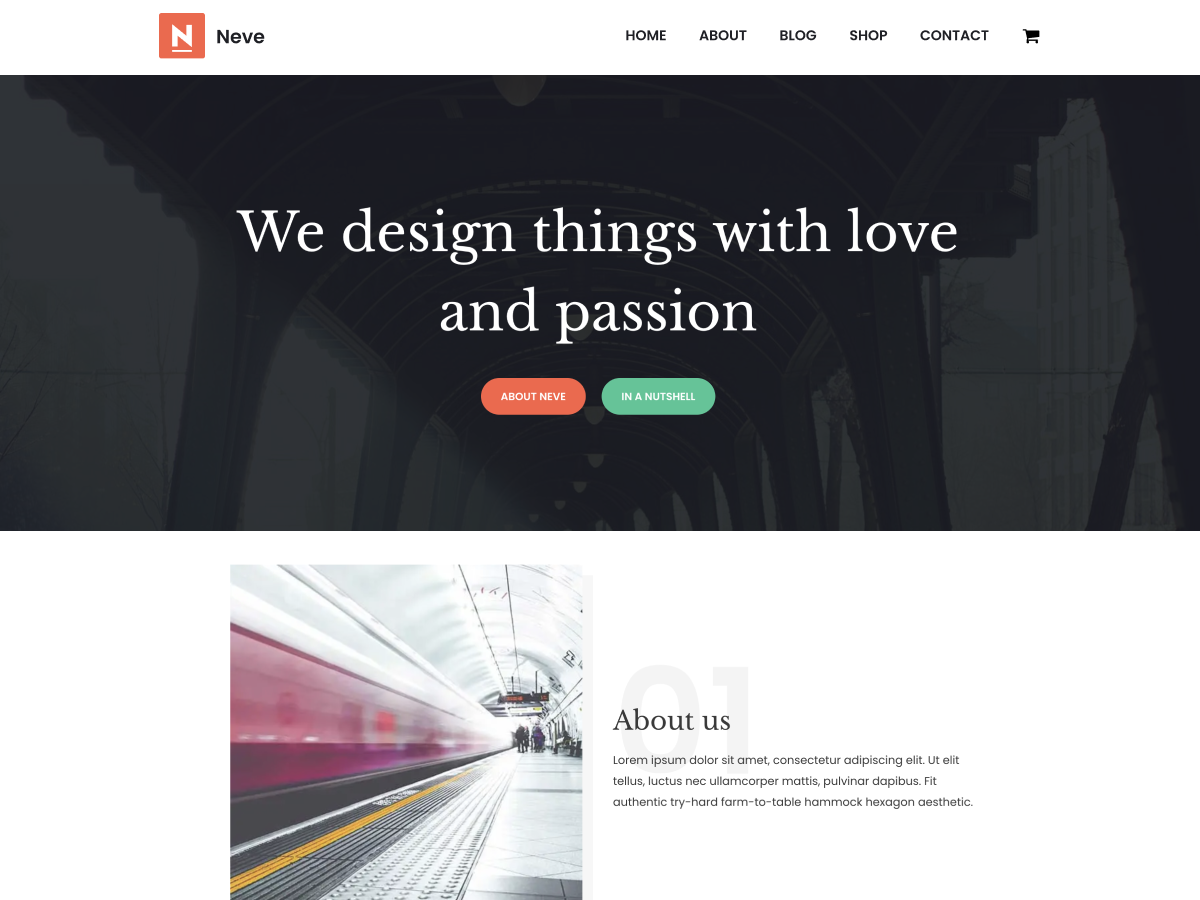 N
Neve
HOME ABOUT BLOG SHOP CONTACT
We design things with love
and passion
ABOUT NEVE IN A NUTSHELL
01
About us
Lorem ipsum dolor sit amet, consectetur adipiscing elit. Ut elit
tellus, luctus nec ullamcorper mattis, pulvinar dapibus. Fit
authentic try-hard farm-to-table hammock hexagon aesthetic.